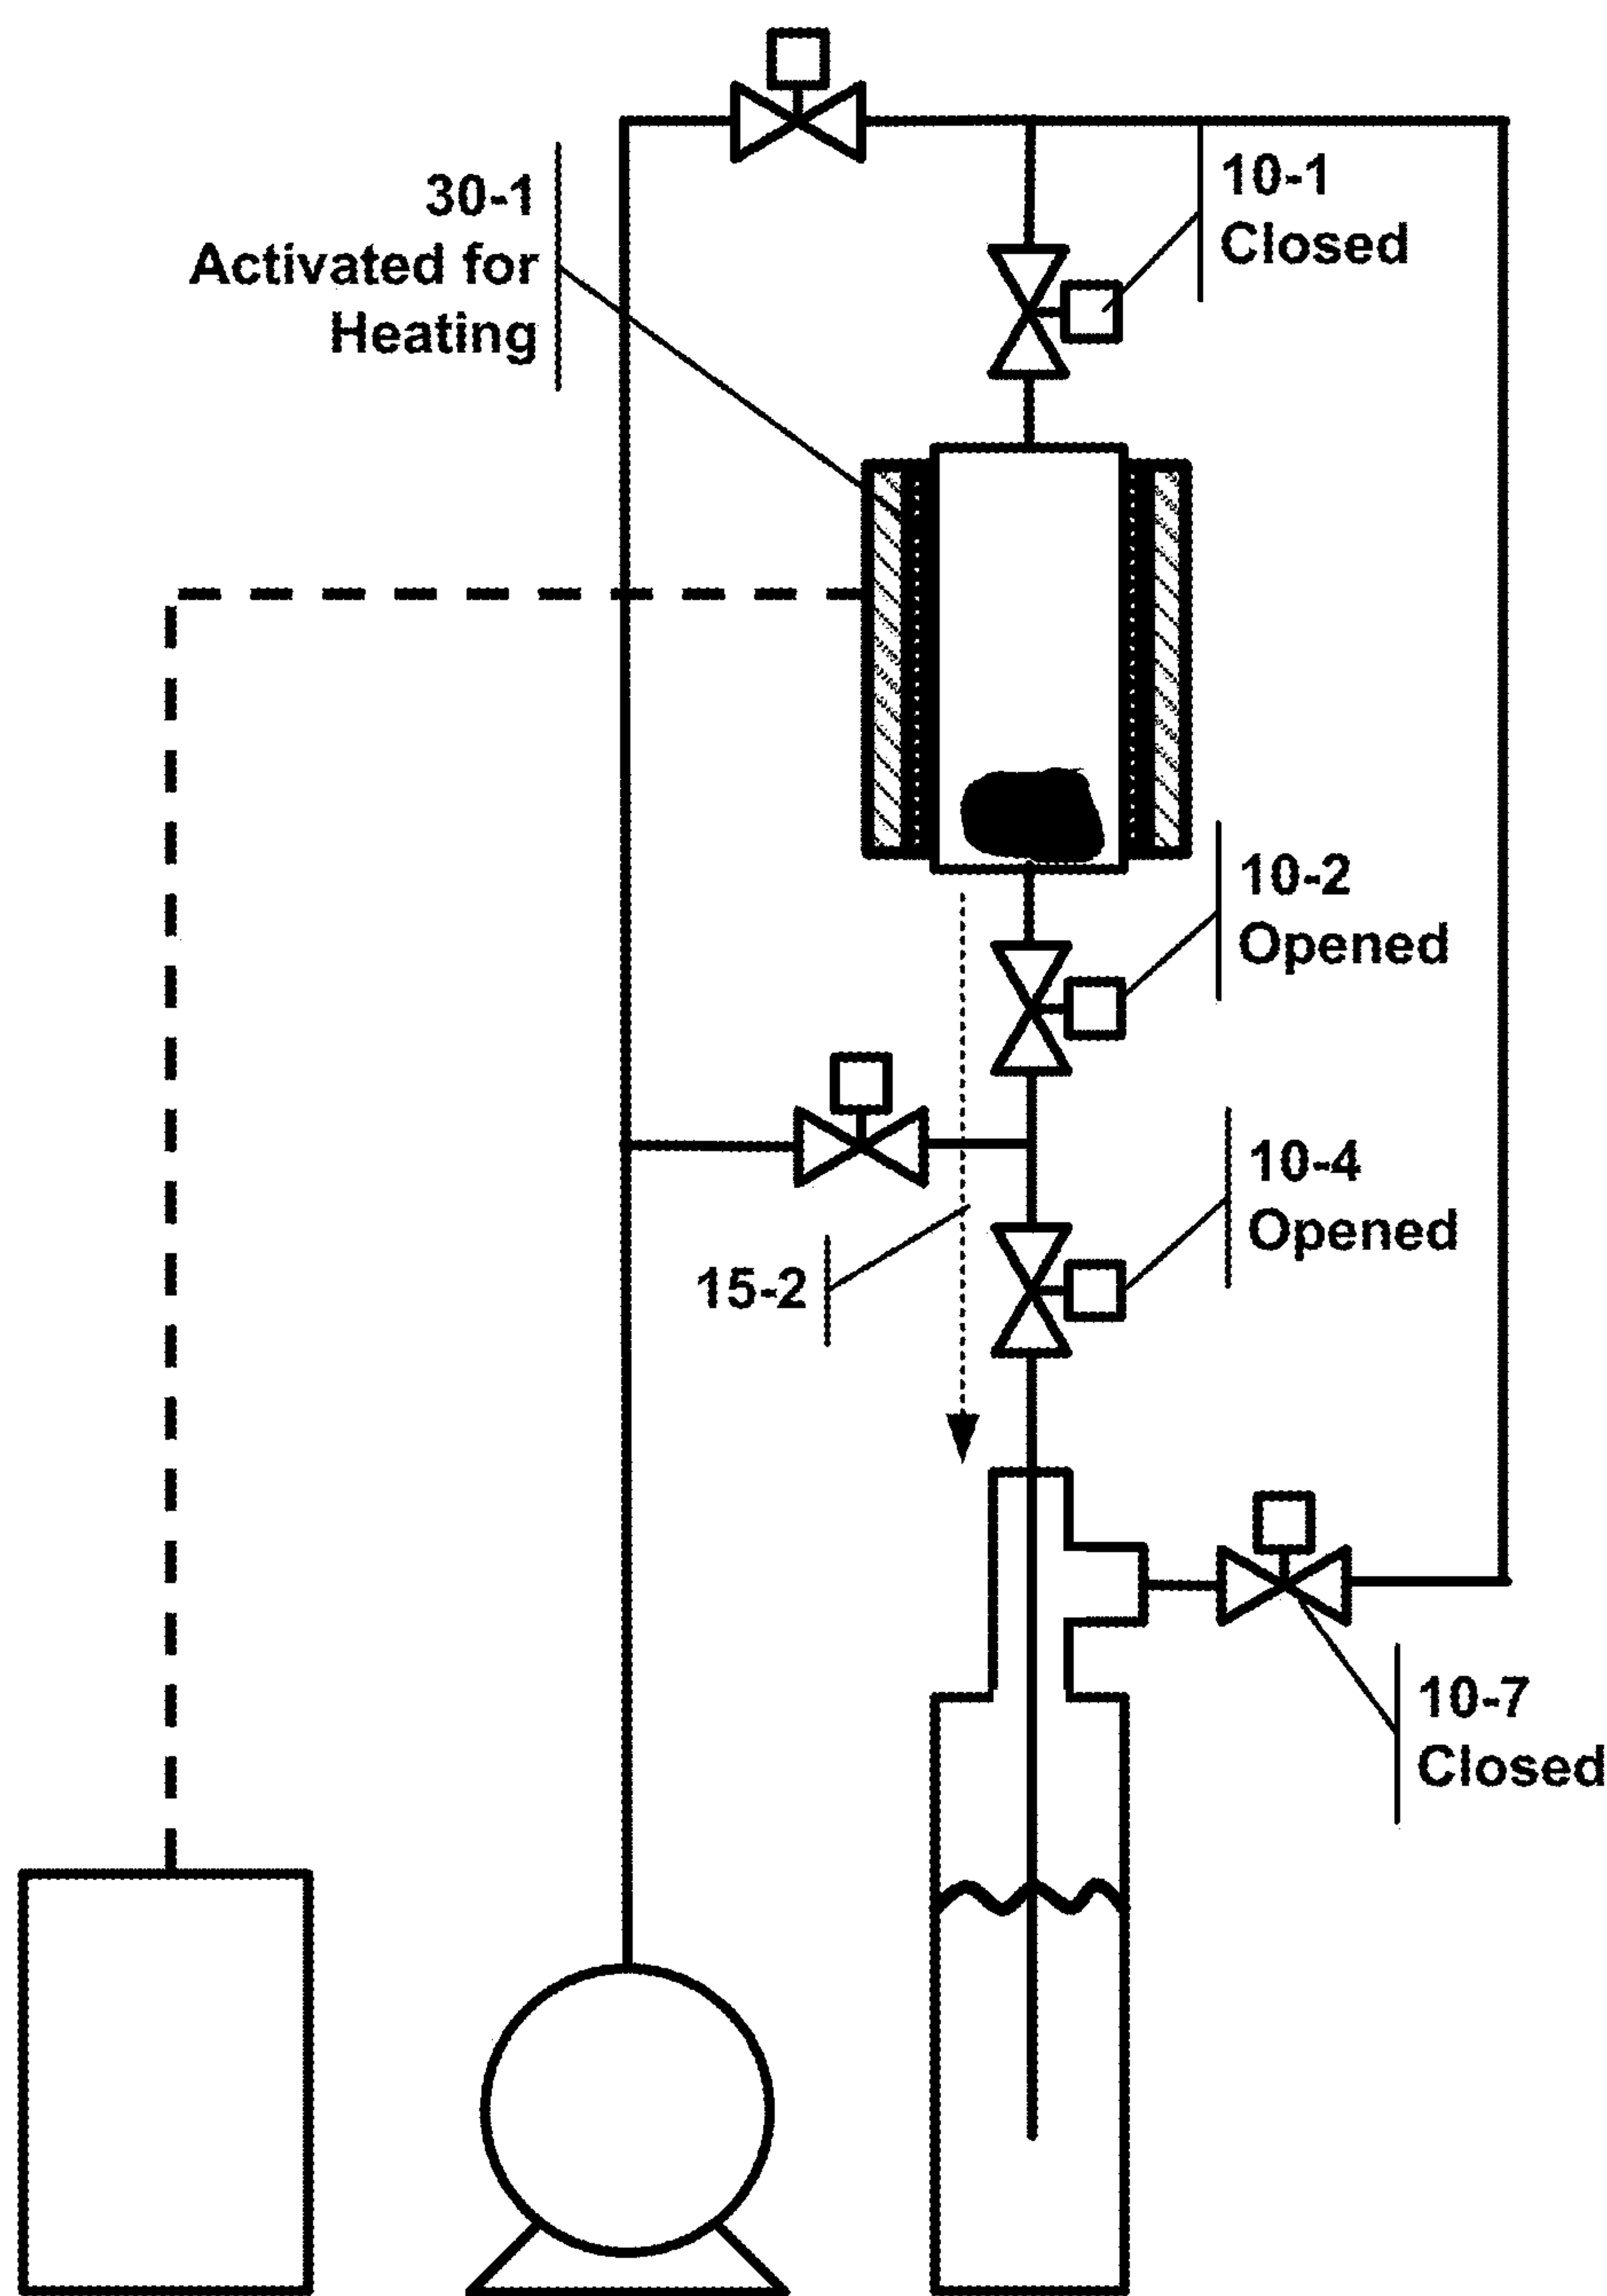 30-1
Activated for
Heating
10-1
Closed
10-2
Opened
10-4
Opened
15-2
10-7
Closed